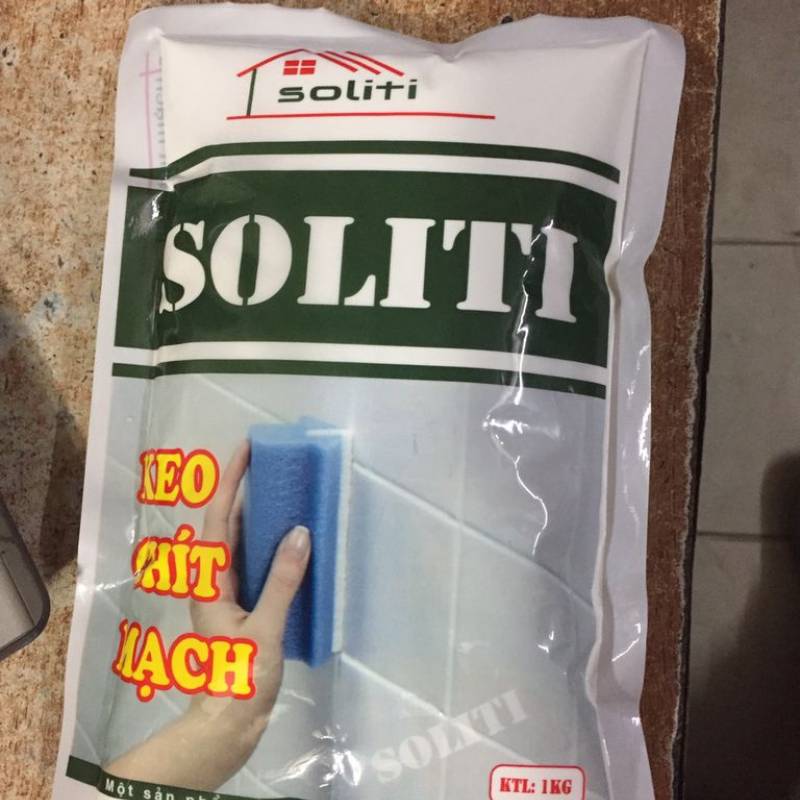 soliti
SOLITI
KEO
CHÍT
MẠCH
SOLITI
KTL: 1KG
Một sản